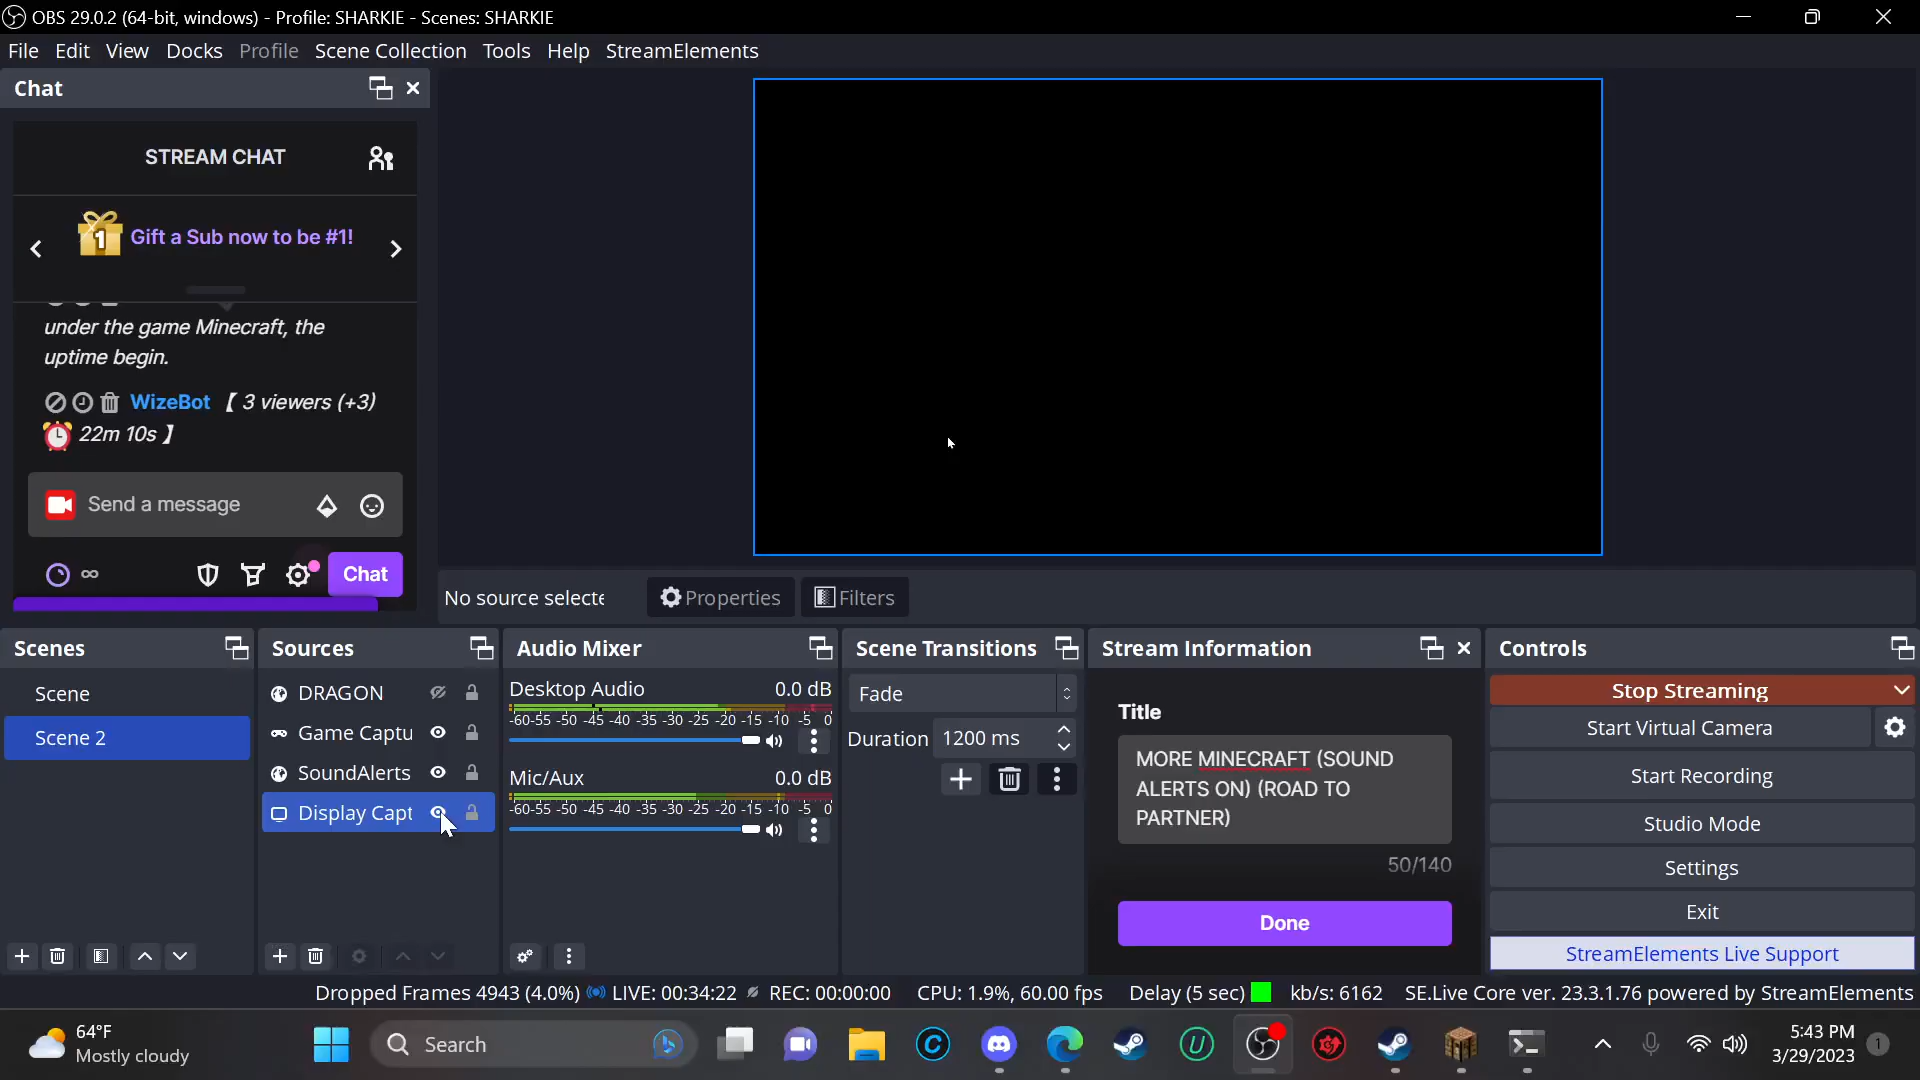 OBS 29.0.2 (64-bit, windows) - Profile: SHARKIE - Scenes: SHARKIE
File Edit View Docks Profile Scene Collection Tools Help StreamElements
Chat
STREAM CHAT
1 Gift a Sub now to be #1!
under the game Minecraft, the
uptime begin.
WizeBot 【 3 viewers (+3)
22m 10s 】
Send a message
∞ Chat
No source selecte Properties Filters
Scenes
Scene
Scene 2
Sources
DRAGON
Game Captu
SoundAlerts
Display Capt
Audio Mixer
Desktop Audio 0.0 dB
-60 -55 -50 -45 -40 -35 -30 -25 -20 -15 -10 -5 0
Mic/Aux 0.0 dB
-60 -55 -50 -45 -40 -35 -30 -25 -20 -15 -10 -5 0
Scene Transitions
Fade
Duration 1200 ms
Stream Information
Title
MORE MINECRAFT (SOUND
ALERTS ON) (ROAD TO
PARTNER)
50/140
Done
Controls
Stop Streaming
Start Virtual Camera
Start Recording
Studio Mode
Settings
Exit
StreamElements Live Support
Dropped Frames 4943 (4.0%) LIVE: 00:34:22 REC: 00:00:00 CPU: 1.9%, 60.00 fps Delay (5 sec) kb/s: 6162 SE.Live Core ver. 23.3.1.76 powered by StreamElements
64°F
Mostly cloudy
Search
5:43 PM
3/29/2023
1